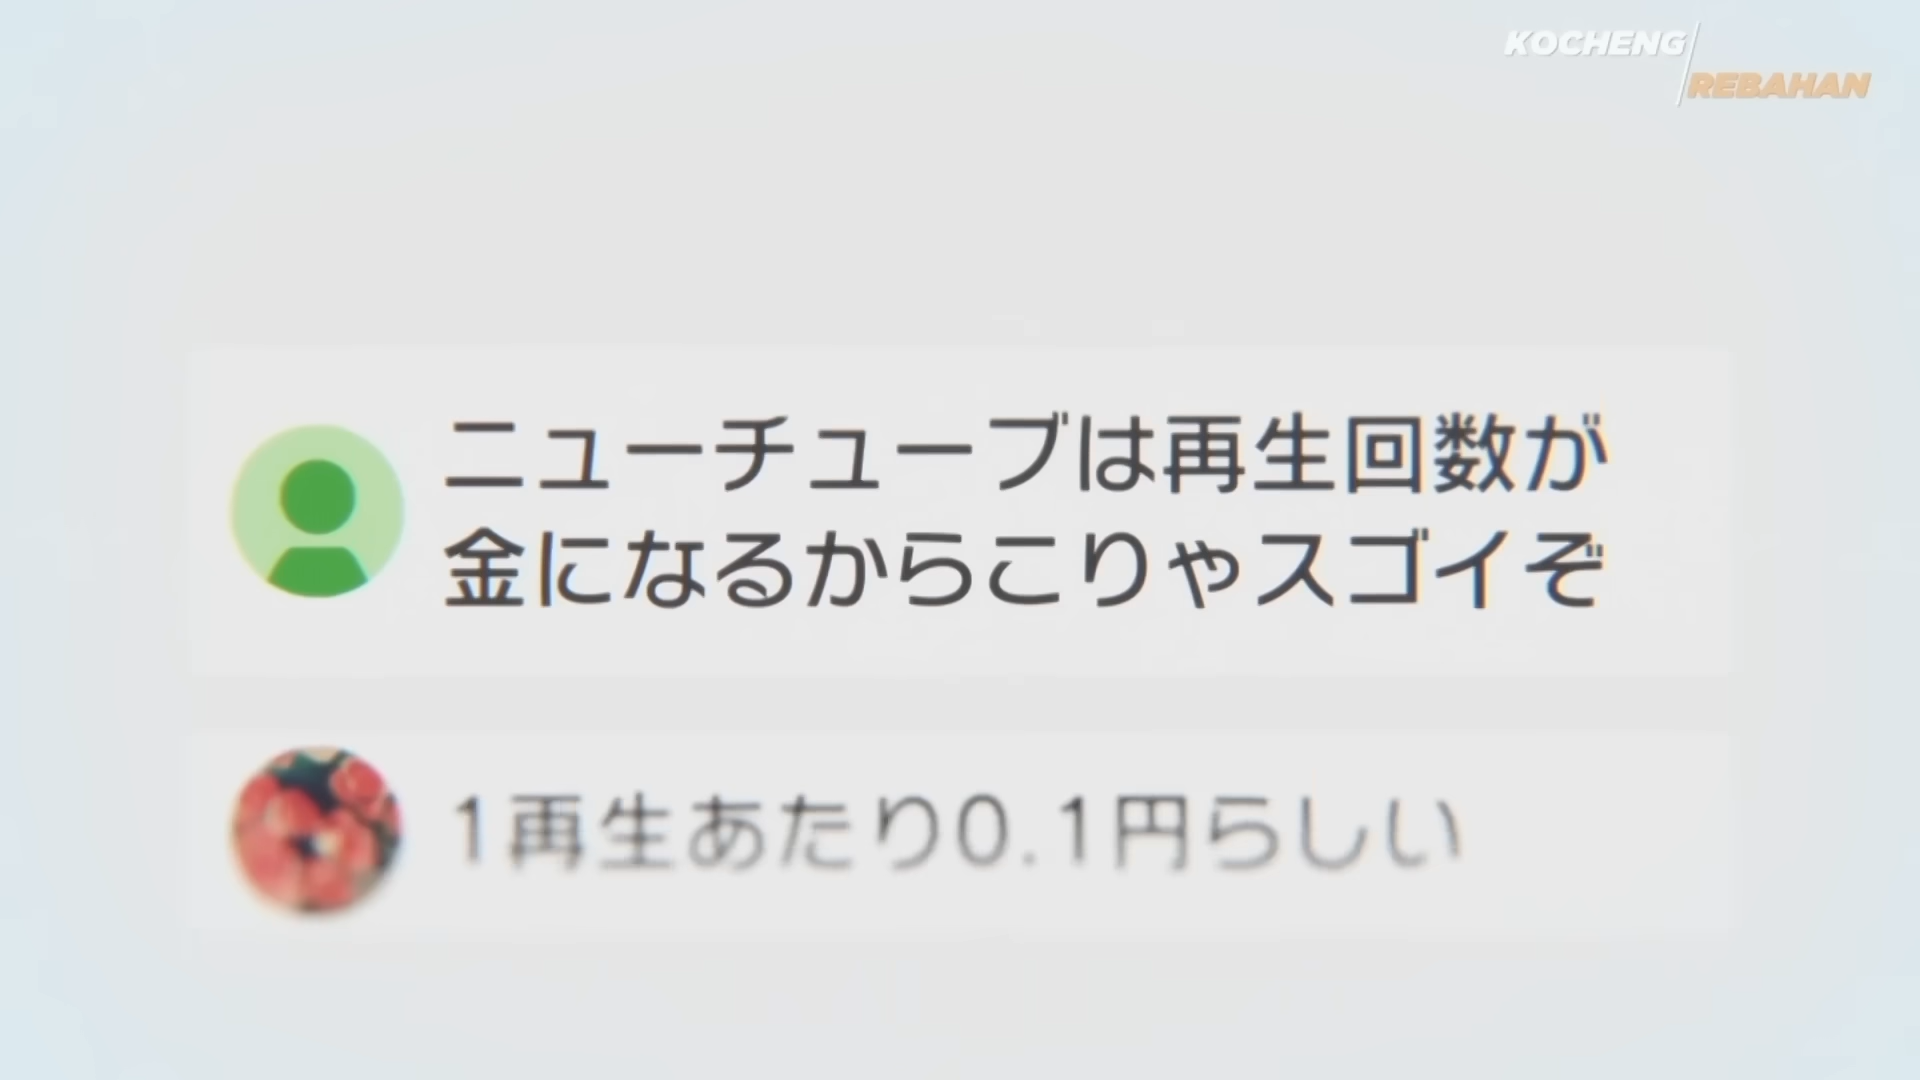 KOCHENG
REBAHAN
ニューチューブは再生回数が
金になるからこりゃスゴイぞ
1再生あたり0.1円らしい